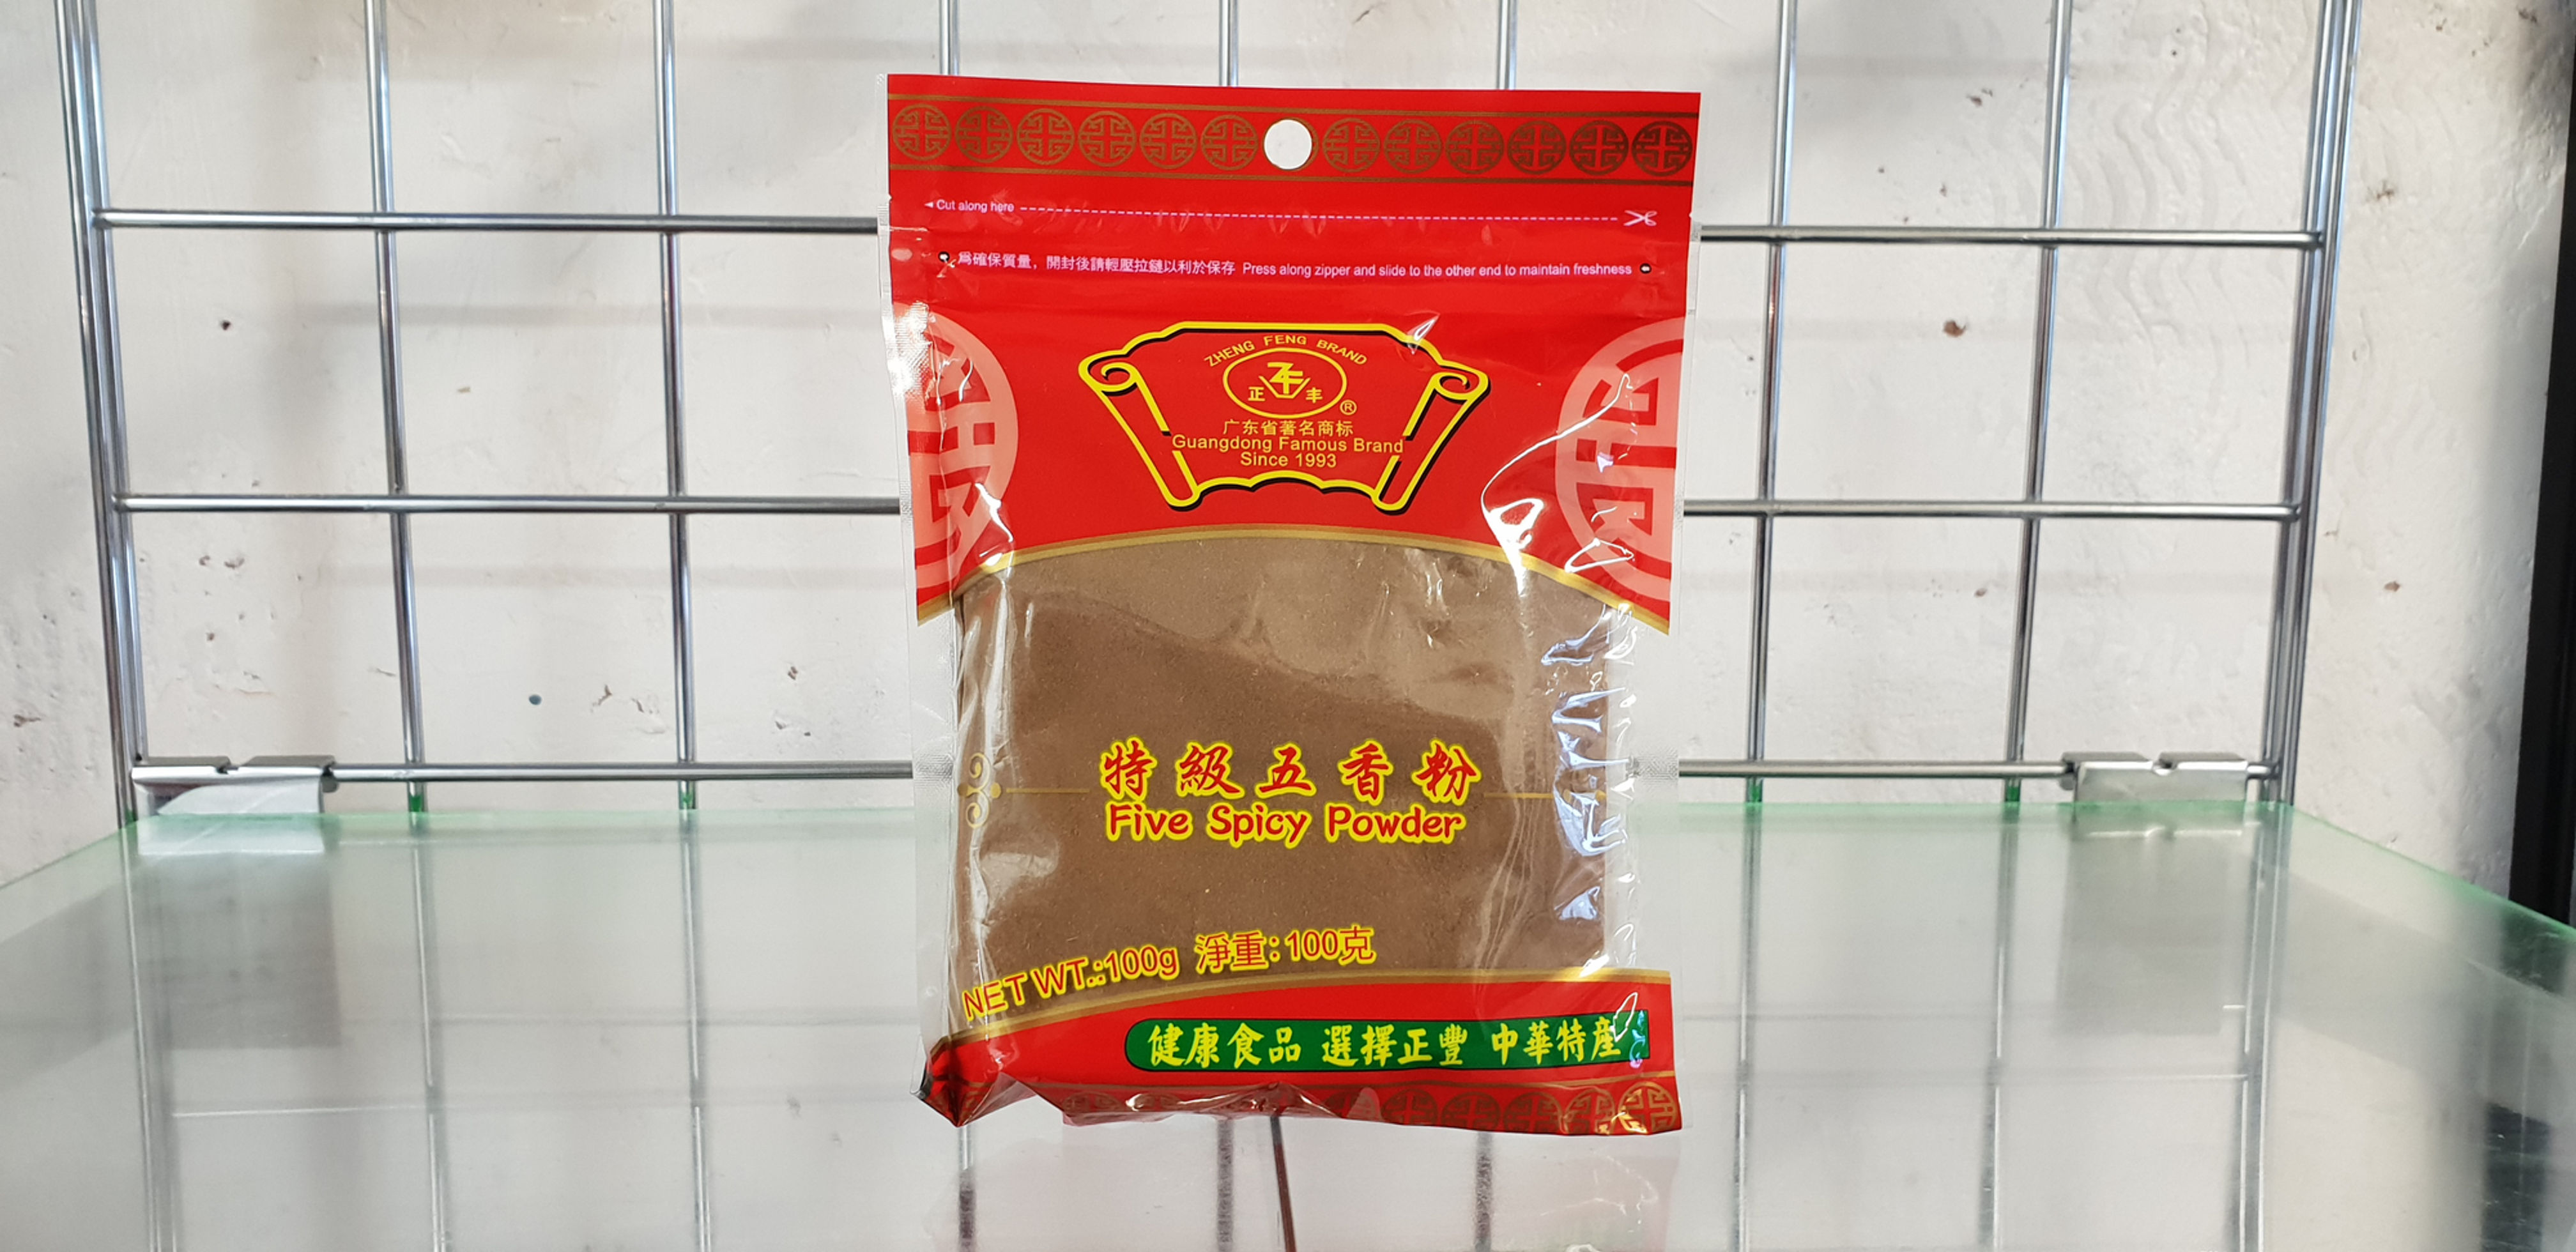 Cut along here
為確保質量，開封後請輕壓拉鏈以利於保存 Press along zipper and slide to the other end to maintain freshness
ZHENG FENG BRAND
正丰
®
广东省著名商标
Guangdong Famous Brand
Since 1993
特級五香粉
Five Spicy Powder
NET WT.:100g 淨重:100克
健康食品 選擇正豐 中華特産